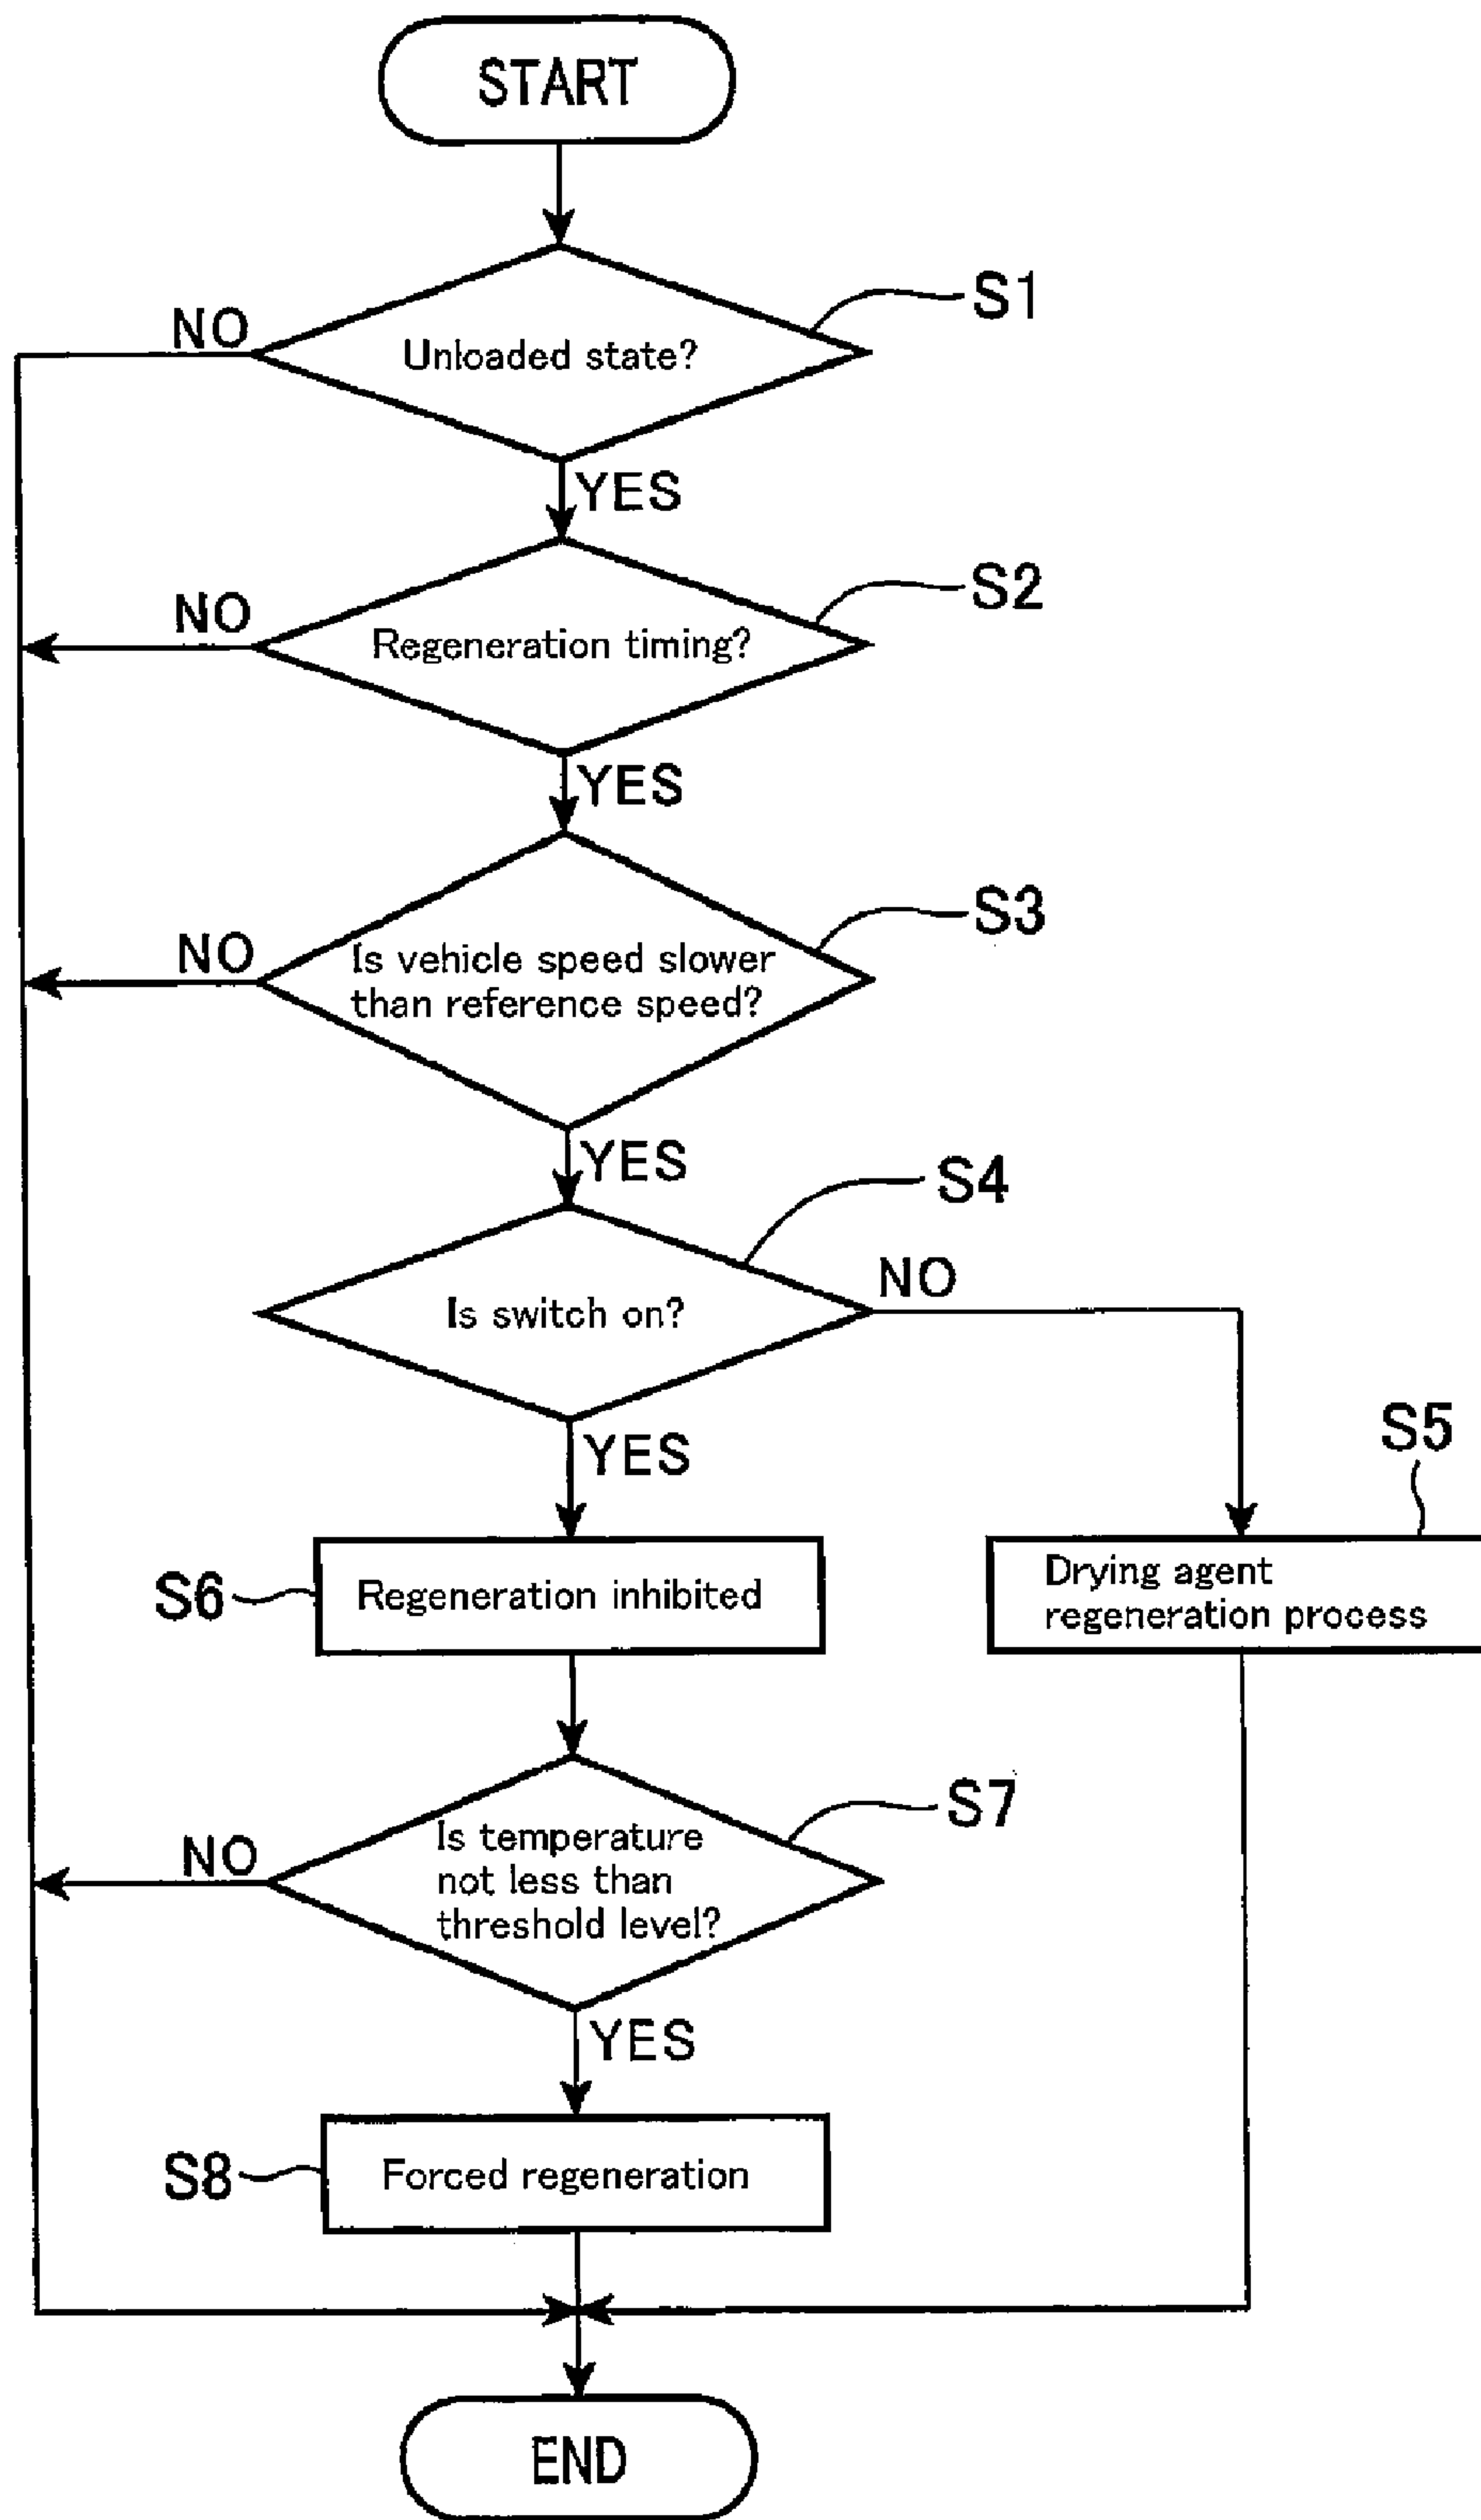 START
S1
NO
Unloaded state?
YES
S2
NO
Regeneration timing?
YES
S3
NO
Is vehicle speed slower
than reference speed?
YES
S4
NO
Is switch on?
YES
S5
S6
Regeneration inhibited
Drying agent
regeneration process
S7
NO
Is temperature
not less than
threshold level?
YES
S8
Forced regeneration
END